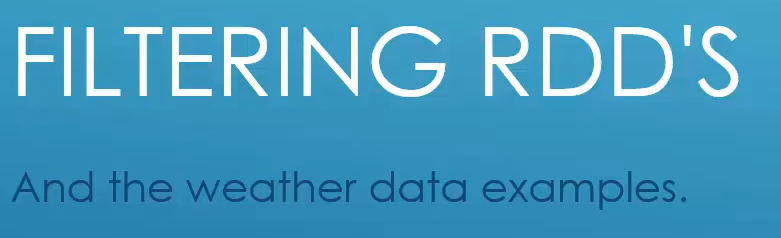 FILTERING RDD'S
And the weather data examples.